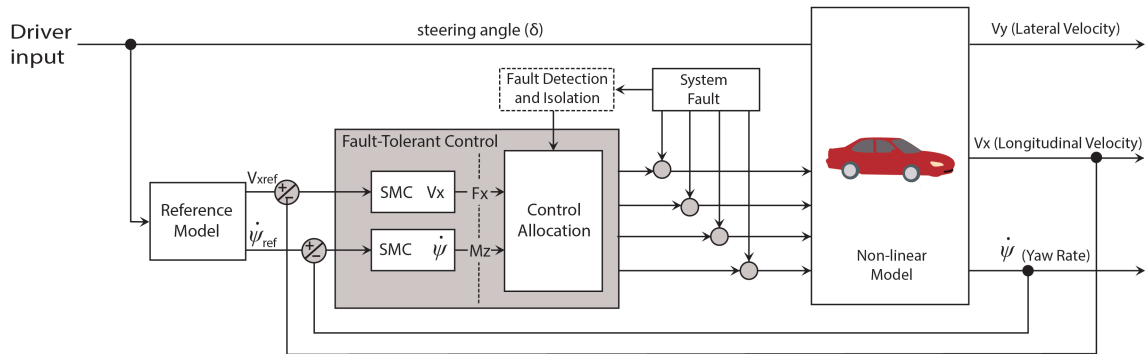 Driver
input
steering angle (δ)
Vy (Lateral Velocity)
Fault Detection
and Isolation
System
Fault
Fault-Tolerant Control
Vx (Longitudinal Velocity)
Vxref
+
−
SMC Vx
Fx
Reference
Model
Control
Allocation
ψ̇ref
+
−
SMC ψ̇
Mz
Non-linear
Model
ψ̇ (Yaw Rate)